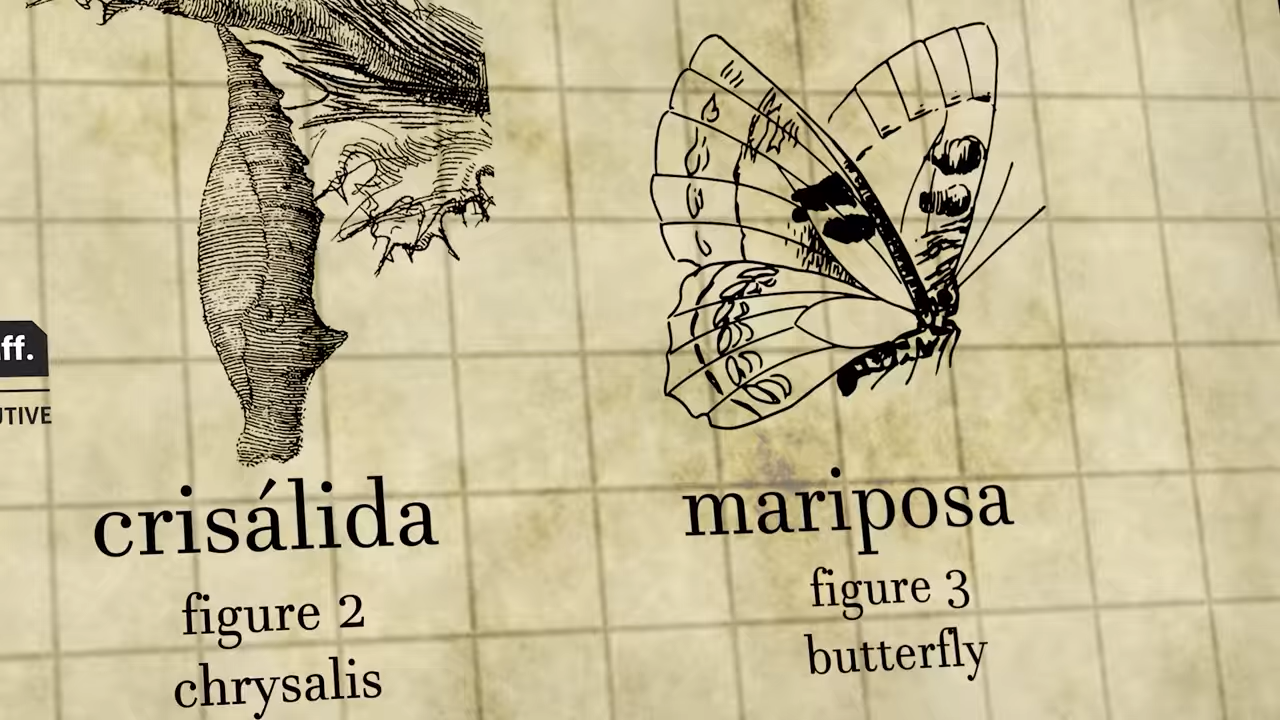 ff.
UTIVE
crisálida
figure 2
chrysalis
mariposa
figure 3
butterfly